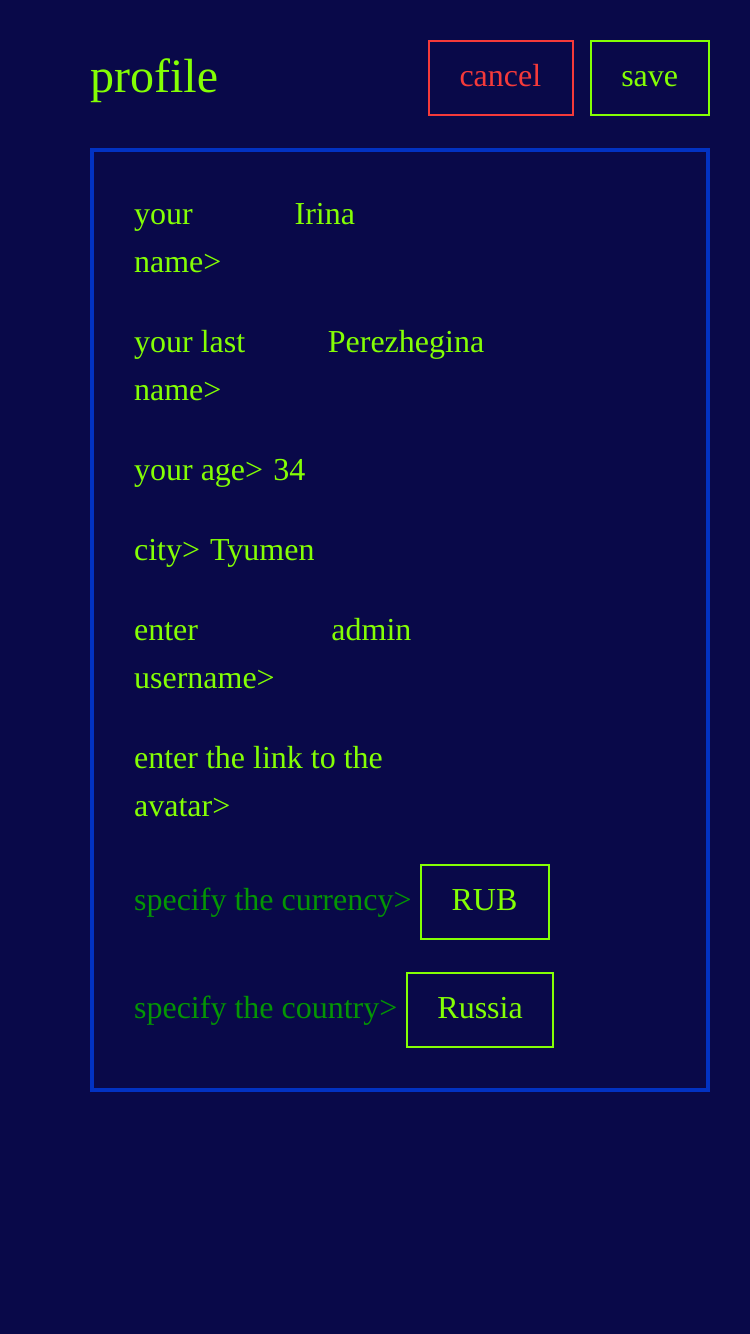 profile cancel save
your Irina
name>
your last Perezhegina
name>
your age> 34
city> Tyumen
enter admin
username>
enter the link to the
avatar>
specify the currency> RUB
specify the country> Russia